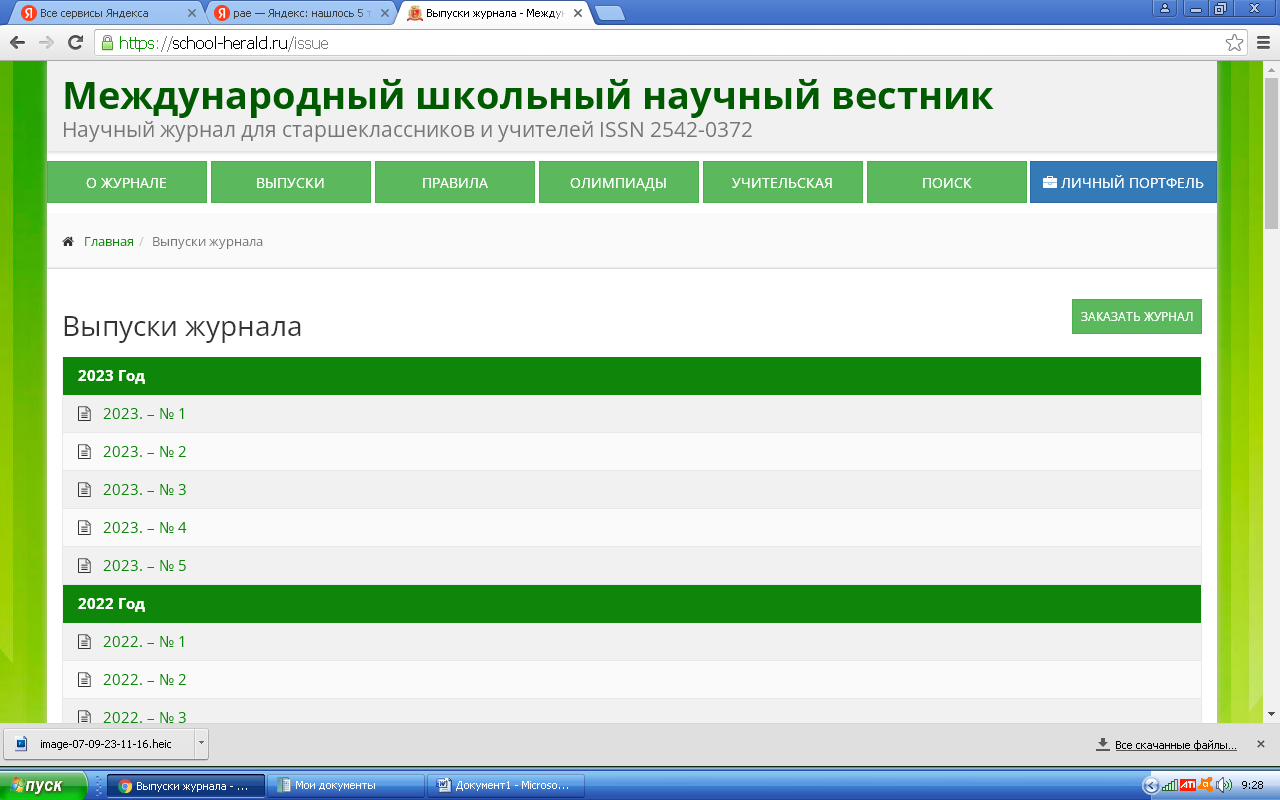 Все сервисы Яндекса
рае — Яндекс: нашлось 5 т
Выпуски журнала - Между
https://school-herald.ru/issue
Международный школьный научный вестник
Научный журнал для старшеклассников и учителей ISSN 2542-0372
О ЖУРНАЛЕ
ВЫПУСКИ
ПРАВИЛА
ОЛИМПИАДЫ
УЧИТЕЛЬСКАЯ
ПОИСК
ЛИЧНЫЙ ПОРТФЕЛЬ
Главная / Выпуски журнала
ЗАКАЗАТЬ ЖУРНАЛ
Выпуски журнала
2023 Год
2023. – № 1
2023. – № 2
2023. – № 3
2023. – № 4
2023. – № 5
2022 Год
2022. – № 1
2022. – № 2
2022. – № 3
image-07-09-23-11-16.heic
Все скачанные файлы...
пуск
Выпуски журнала - ...
Мои документы
Документ1 - Microso...
ATI
9:28